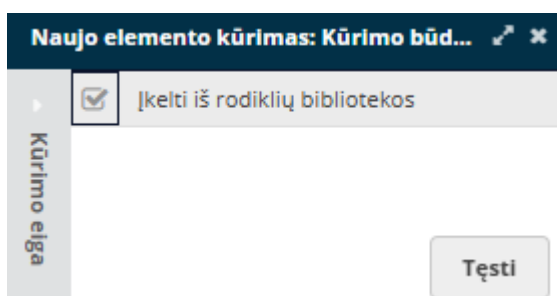 Naujo elemento kūrimas: Kūrimo būd...
Įkelti iš rodiklių bibliotekos
Kūrimo eiga
Tęsti